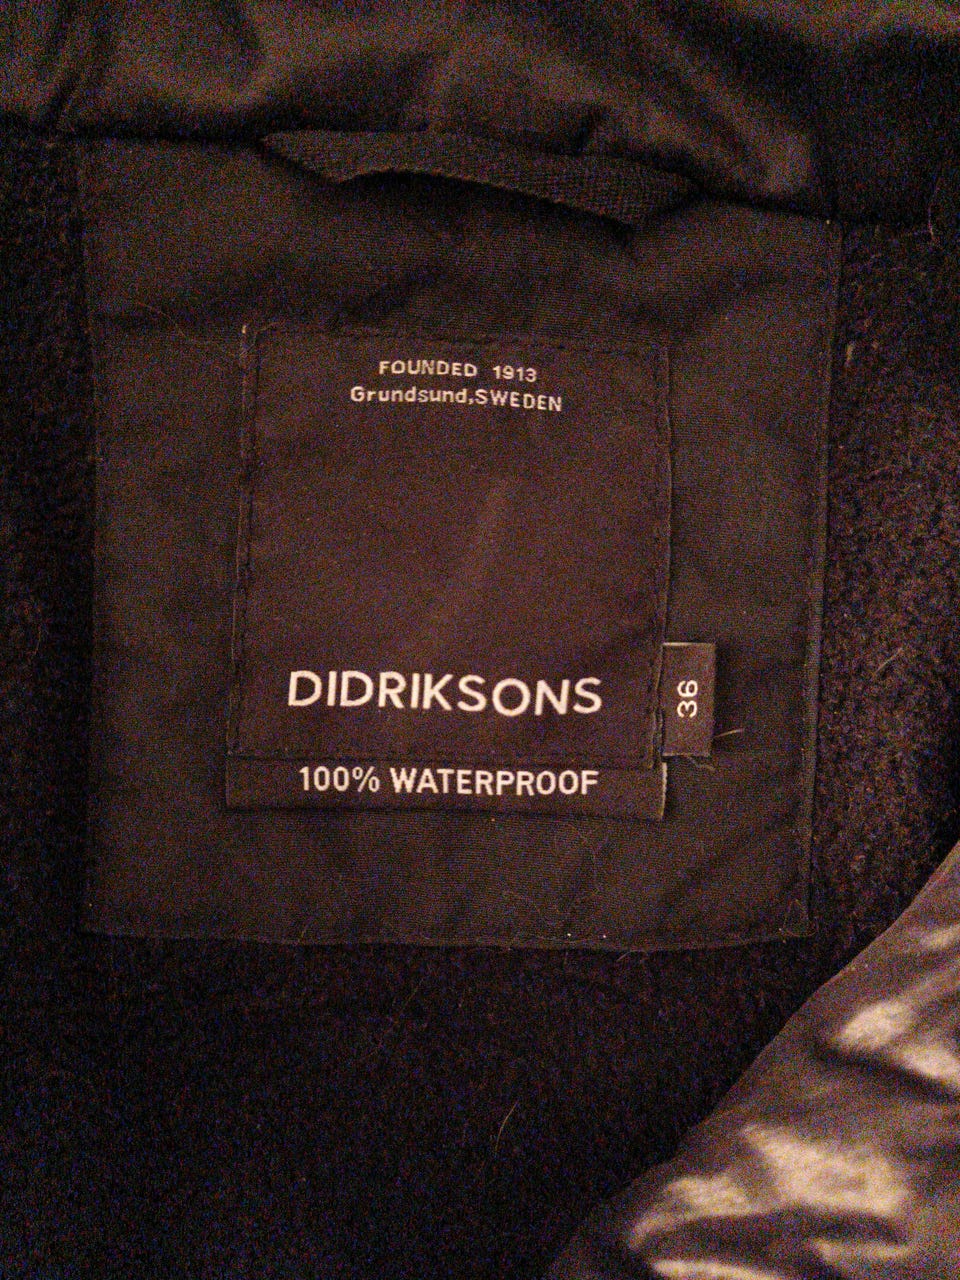 FOUNDED 1913
Grundsund,SWEDEN
DIDRIKSONS
36
100% WATERPROOF